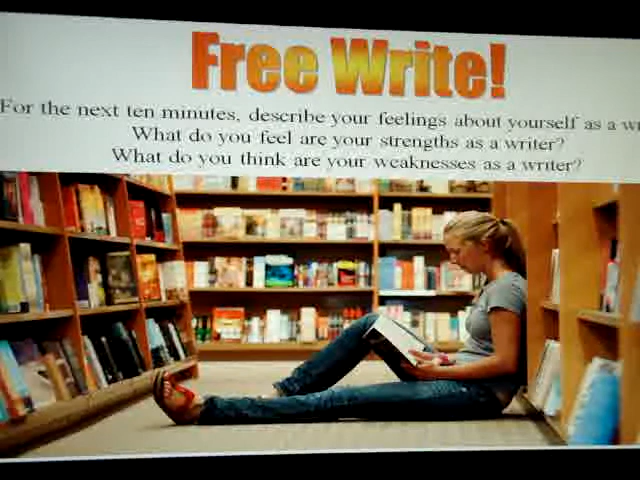 Free Write!
For the next ten minutes, describe your feelings about yourself as a
What do you feel are your strengths as a writer?
What do you think are your weaknesses as a writer?